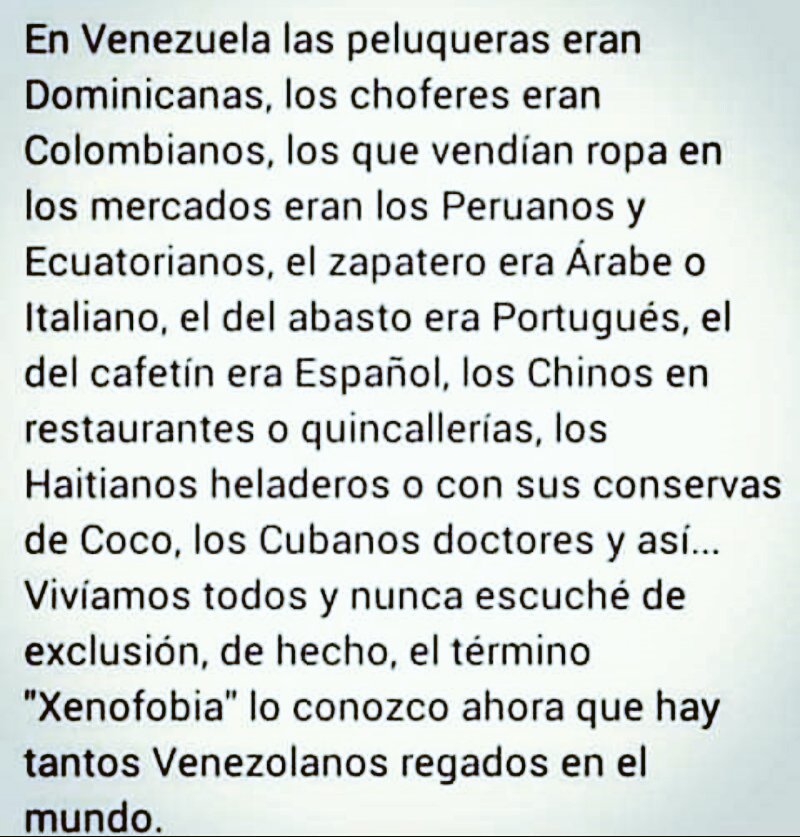 En Venezuela las peluqueras eran
Dominicanas, los choferes eran
Colombianos, los que vendían ropa en
los mercados eran los Peruanos y
Ecuatorianos, el zapatero era Árabe o
Italiano, el del abasto era Portugués, el
del cafetín era Español, los Chinos en
restaurantes o quincallerías, los
Haitianos heladeros o con sus conservas
de Coco, los Cubanos doctores y así...
Vivíamos todos y nunca escuché de
exclusión, de hecho, el término
"Xenofobia" lo conozco ahora que hay
tantos Venezolanos regados en el
mundo.